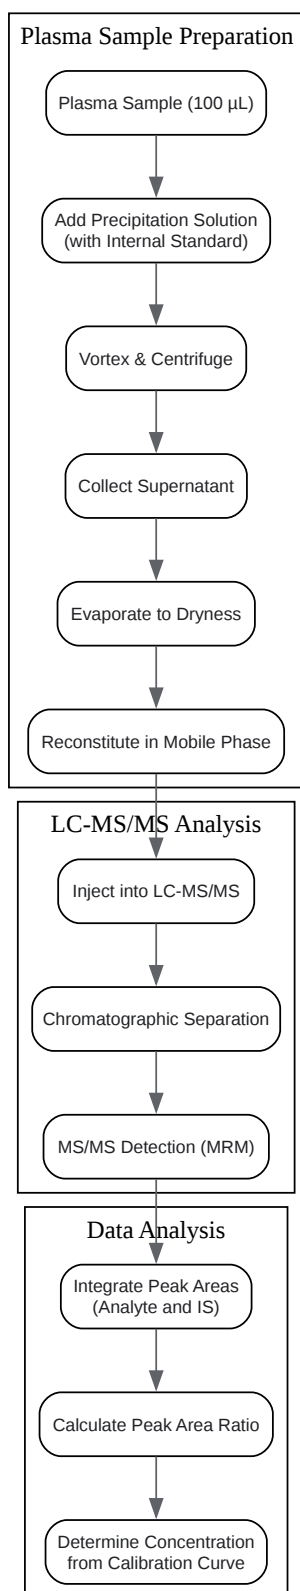 Plasma Sample Preparation
Plasma Sample (100 µL)
Add Precipitation Solution
(with Internal Standard)
Vortex & Centrifuge
Collect Supernatant
Evaporate to Dryness
Reconstitute in Mobile Phase
LC-MS/MS Analysis
Inject into LC-MS/MS
Chromatographic Separation
MS/MS Detection (MRM)
Data Analysis
Integrate Peak Areas
(Analyte and IS)
Calculate Peak Area Ratio
Determine Concentration
from Calibration Curve